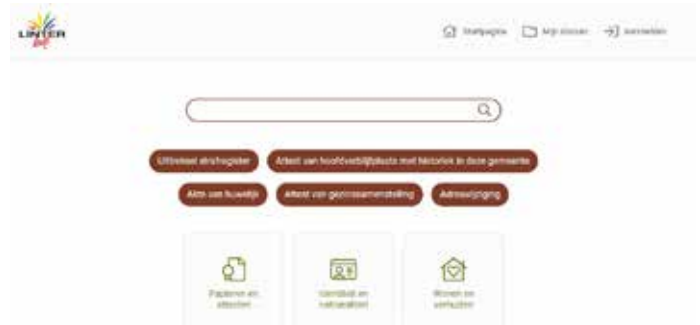 LINTER
Startpagina Mijn dossier Aanmelden
Uittreksel strafregister Attest van hoofdverblijfplaats met historiek in deze gemeente
Akte van huwelijk Attest van gezinssamenstelling Adreswijziging
Papieren en attesten
Identiteit en nationaliteit
Wonen en verhuizen